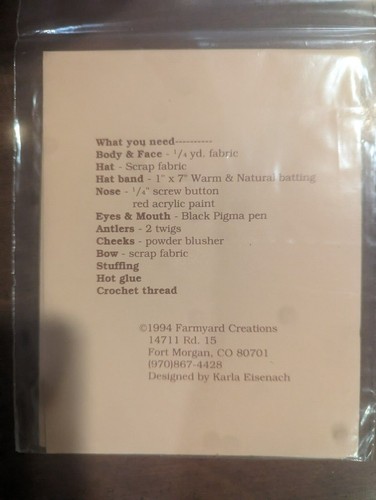 What you need----------
Body & Face - 1/4 yd. fabric
Hat - Scrap fabric
Hat band - 1" x 7" Warm & Natural batting
Nose - 1/4" screw button
red acrylic paint
Eyes & Mouth - Black Pigma pen
Antlers - 2 twigs
Cheeks - powder blusher
Bow - scrap fabric
Stuffing
Hot glue
Crochet thread
©1994 Farmyard Creations
14711 Rd. 15
Fort Morgan, CO 80701
(970)867-4428
Designed by Karla Eisenach